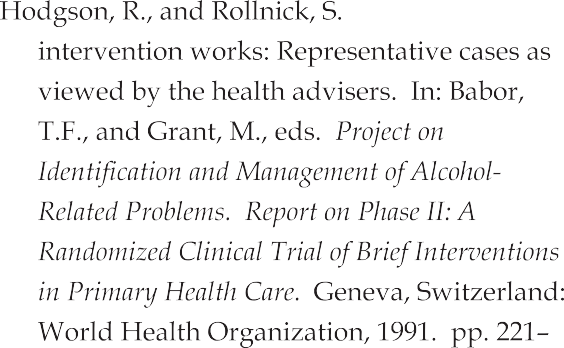 Hodgson, R., and Rollnick, S.
intervention works: Representative cases as
viewed by the health advisers.  In: Babor,
T.F., and Grant, M., eds.  Project on
Identification and Management of Alcohol-
Related Problems.  Report on Phase II: A
Randomized Clinical Trial of Brief Interventions
in Primary Health Care.  Geneva, Switzerland:
World Health Organization, 1991.  pp. 221–